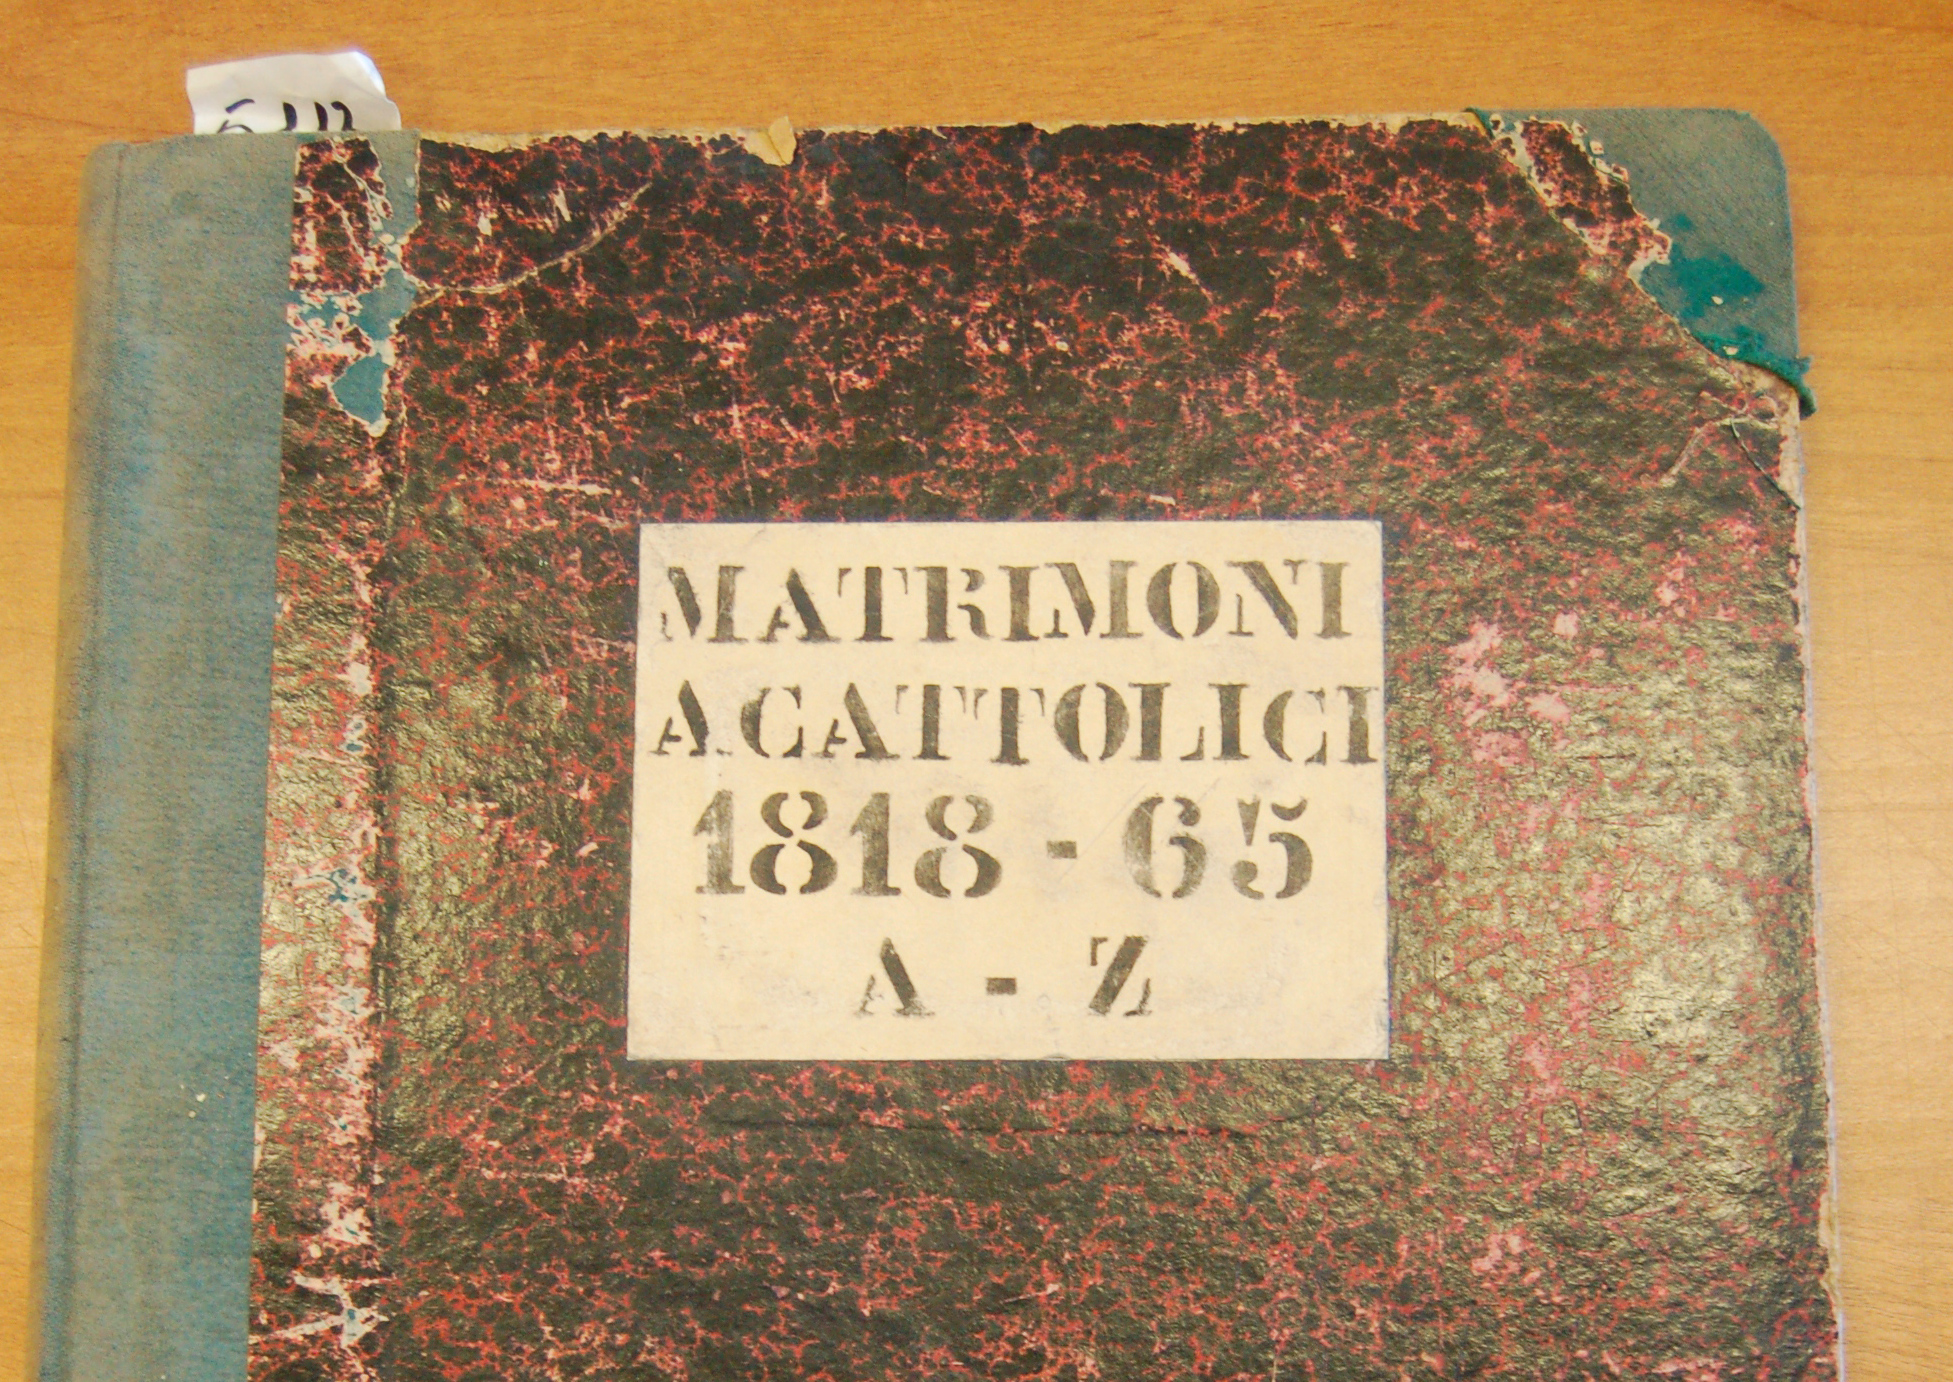 MATRIMONI
ACATTOLICI
1818 - 65
A - Z